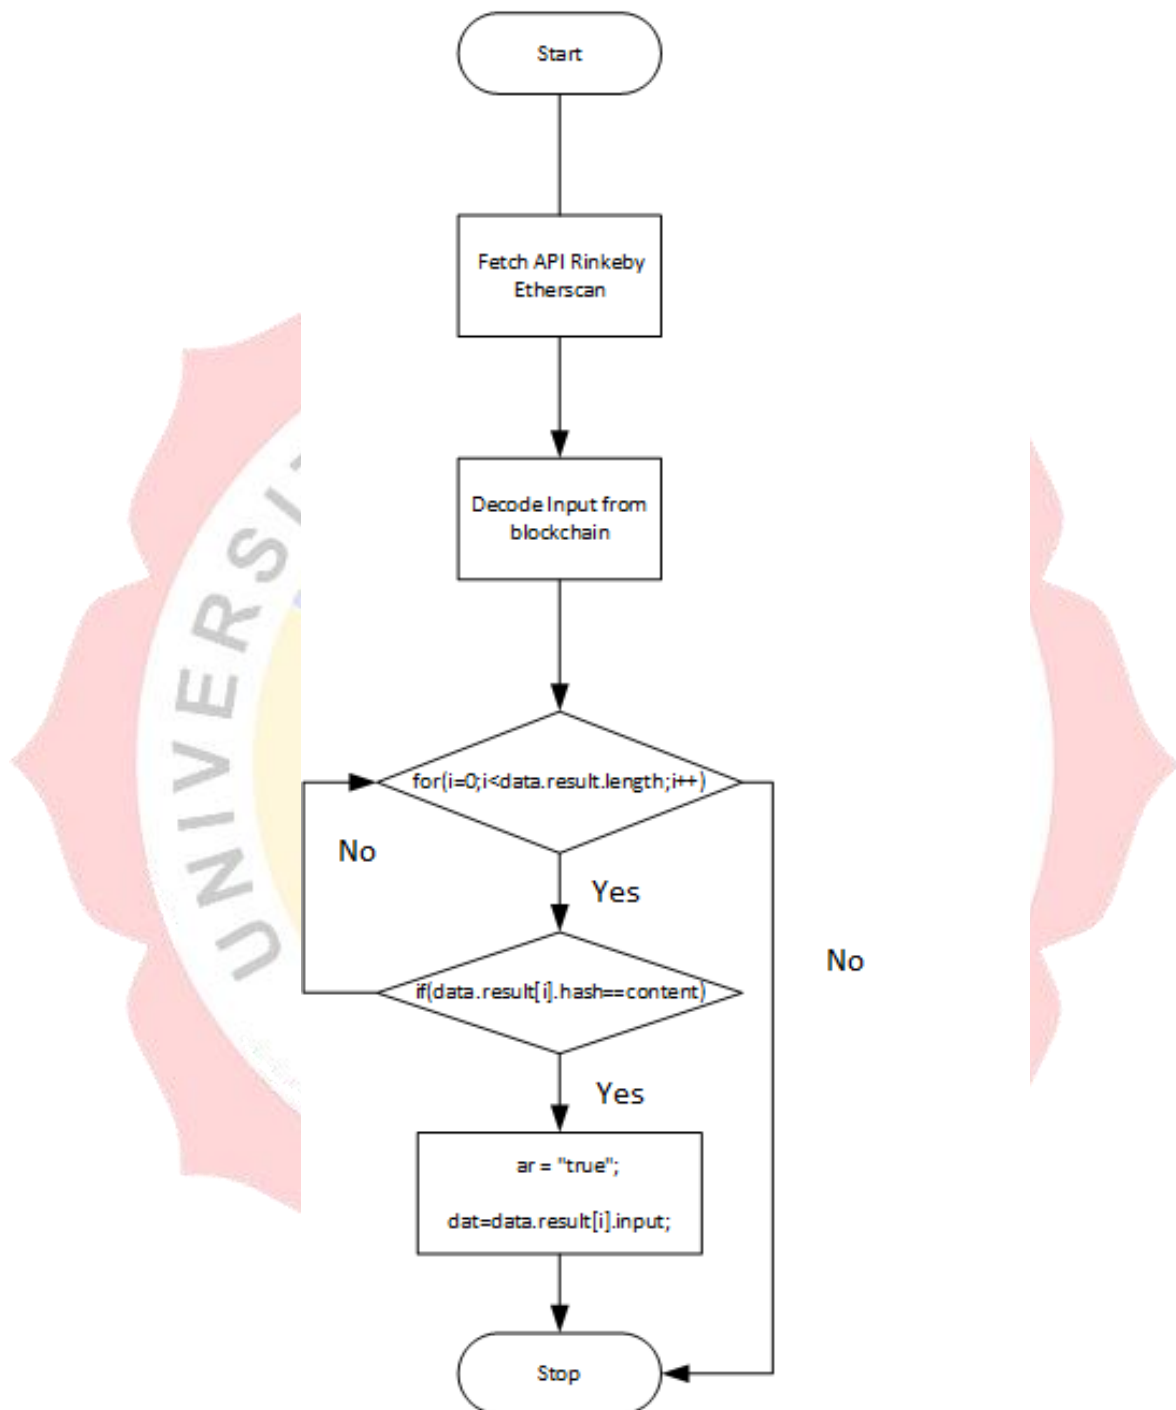 Start
Fetch API Rinkeby
Etherscan
Decode Input from
blockchain
for(i=0;i<data.result.length;i++)
No
Yes
No
if(data.result[i].hash==content)
Yes
ar = "true";
dat=data.result[i].input;
Stop